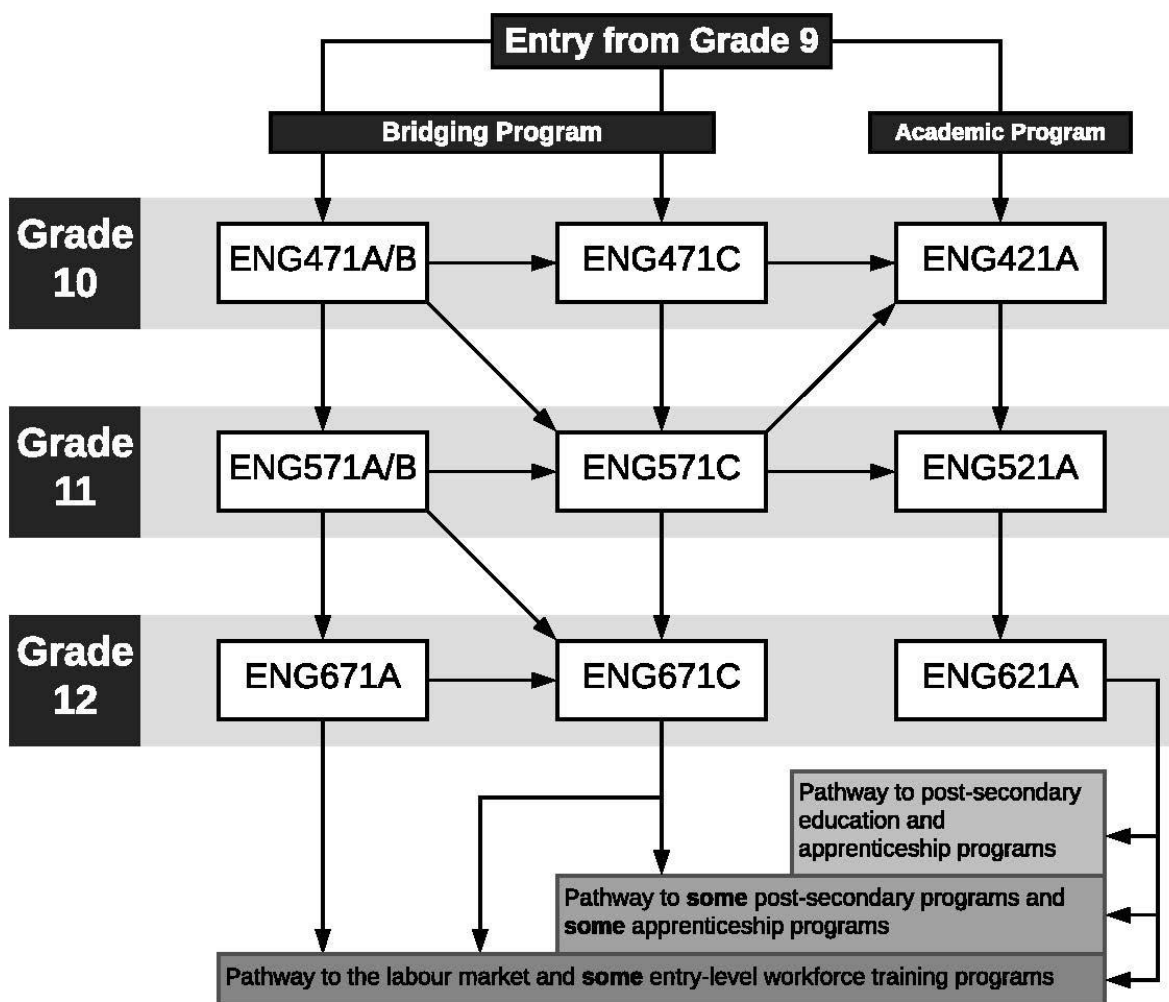 Entry from Grade 9
Bridging Program
Academic Program
Grade
10
ENG471A/B
ENG471C
ENG421A
Grade
11
ENG571A/B
ENG571C
ENG521A
Grade
12
ENG671A
ENG671C
ENG621A
Pathway to post-secondary
education and
apprenticeship programs
Pathway to some post-secondary programs and
some apprenticeship programs
Pathway to the labour market and some entry-level workforce training programs